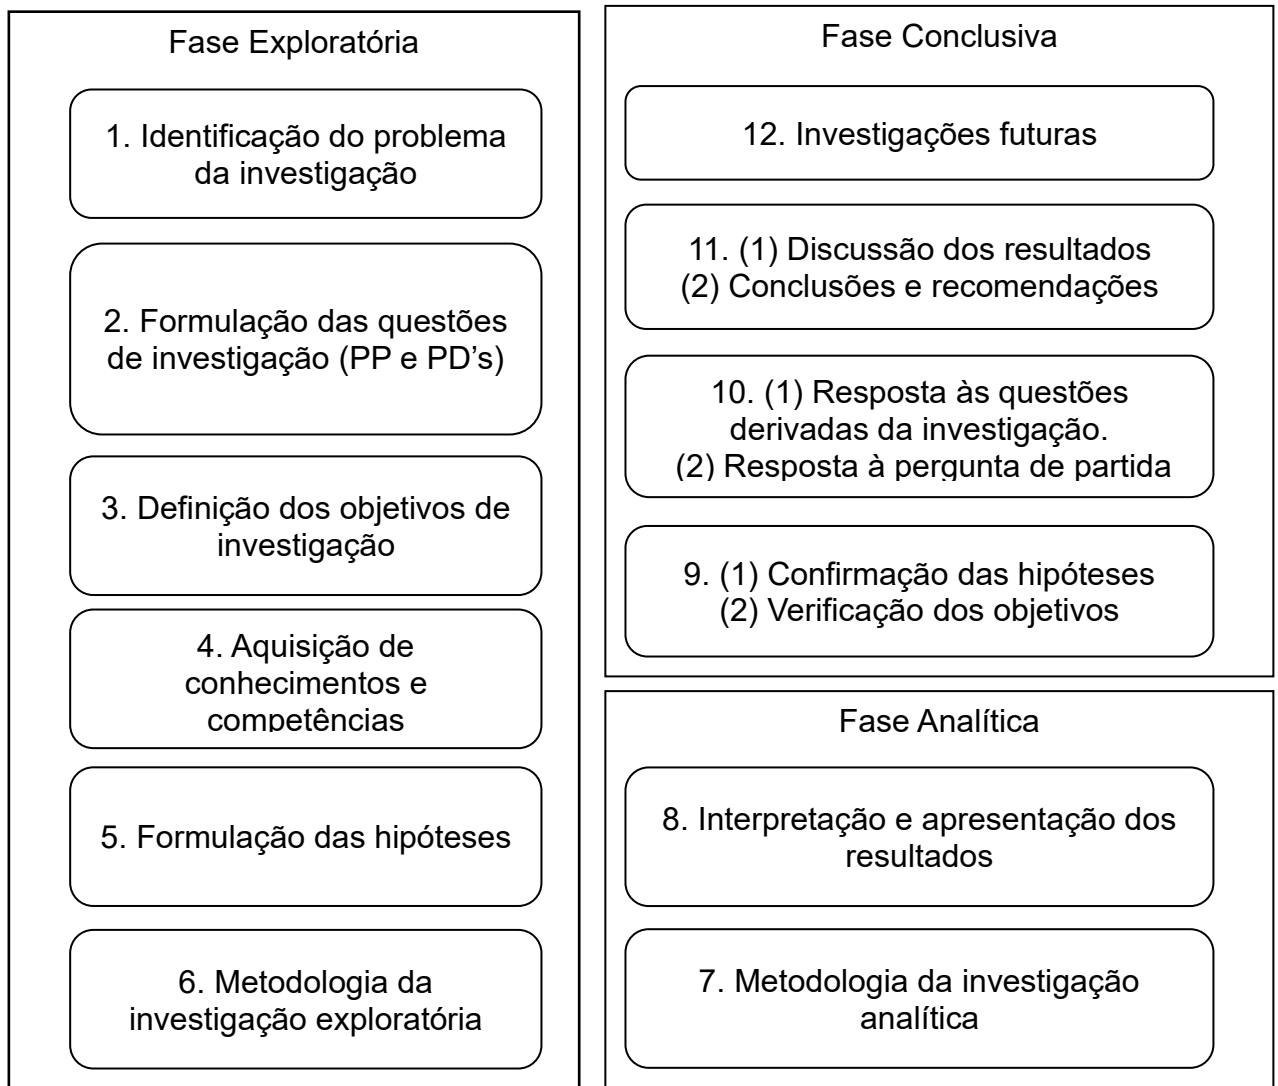 Fase Exploratória
1. Identificação do problema
da investigação
2. Formulação das questões
de investigação (PP e PD’s)
3. Definição dos objetivos de
investigação
4. Aquisição de
conhecimentos e
competências
5. Formulação das hipóteses
6. Metodologia da
investigação exploratória
Fase Conclusiva
12. Investigações futuras
11. (1) Discussão dos resultados
(2) Conclusões e recomendações
10. (1) Resposta às questões
derivadas da investigação.
(2) Resposta à pergunta de partida
9. (1) Confirmação das hipóteses
(2) Verificação dos objetivos
Fase Analítica
8. Interpretação e apresentação dos
resultados
7. Metodologia da investigação
analítica